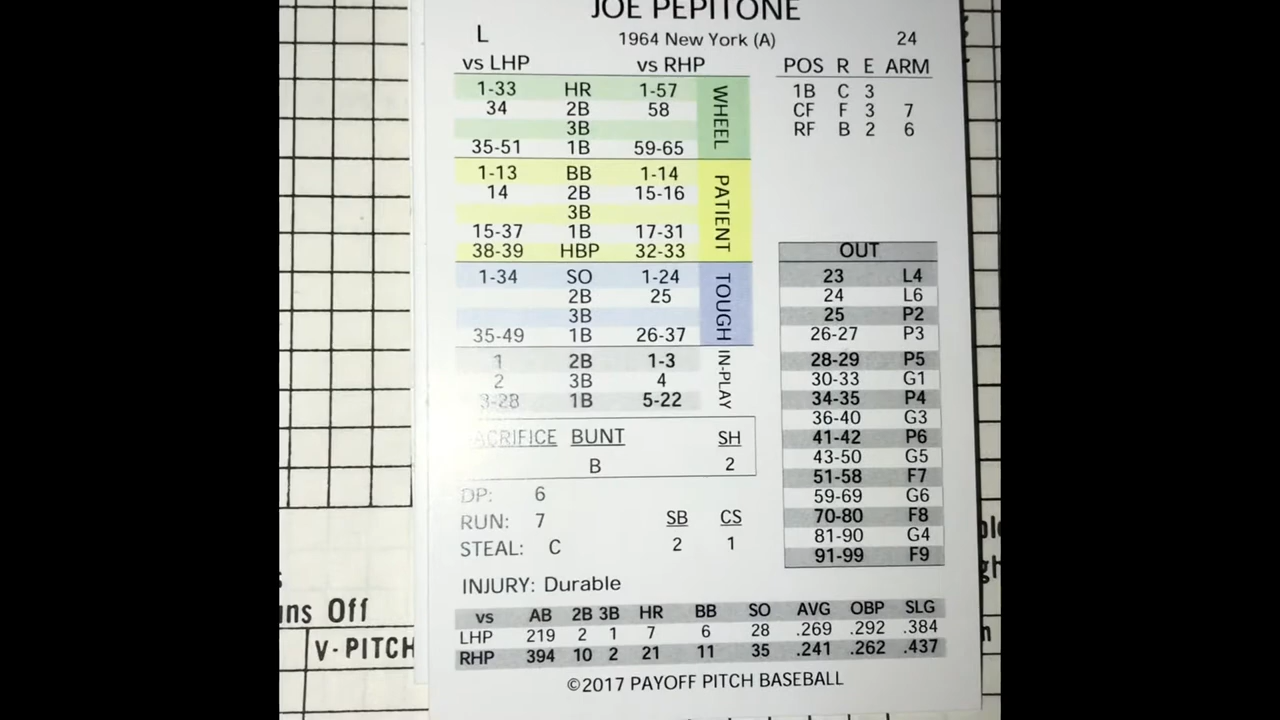 JOE PEPITONE
L 1964 New York (A) 24
vs LHP vs RHP
1-33 HR 1-57
34 2B 58
3B
35-51 1B 59-65
WHEEL
1-13 BB 1-14
14 2B 15-16
3B
15-37 1B 17-31
38-39 HBP 32-33
PATIENT
1-34 SO 1-24
2B 25
3B
35-49 1B 26-37
TOUGH
1 2B 1-3
2 3B 4
3-28 1B 5-22
IN-PLAY
ACRIFICE BUNT SH
B 2
DP: 6
RUN: 7 SB CS
STEAL: C 2 1
INJURY: Durable
POS R E ARM
1B C 3
CF F 3 7
RF B 2 6
OUT
23 L4
24 L6
25 P2
26-27 P3
28-29 P5
30-33 G1
34-35 P4
36-40 G3
41-42 P6
43-50 G5
51-58 F7
59-69 G6
70-80 F8
81-90 G4
91-99 F9
vs AB 2B 3B HR BB SO AVG OBP SLG
LHP 219 2 1 7 6 28 .269 .292 .384
RHP 394 10 2 21 11 35 .241 .262 .437
©2017 PAYOFF PITCH BASEBALL
uns Off
V-PITCH